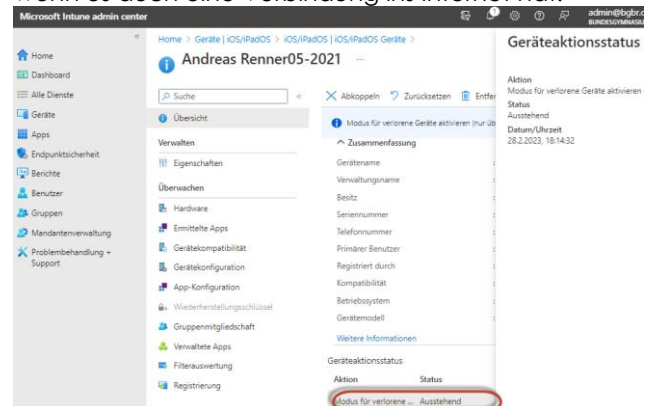 Microsoft Intune admin center
admin@bgbr.c
BUNDESGYMNASIU
Home
Dashboard
Alle Dienste
Geräte
Apps
Endpunktsicherheit
Berichte
Benutzer
Gruppen
Mandantenverwaltung
Problembehandlung +
Support
Home > Geräte | iOS/iPadOS > iOS/iPadOS | iOS/iPadOS Geräte >
Andreas Renner05-
2021 ...
Suche
Übersicht
Verwalten
Eigenschaften
Überwachen
Hardware
Ermittelte Apps
Gerätekompatibilität
Gerätekonfiguration
App-Konfiguration
Wiederherstellungsschlüssel
Gruppenmitgliedschaft
Verwaltete Apps
Filterauswertung
Registrierung
Abkoppeln Zurücksetzen Entfer
Modus für verlorene Geräte aktivieren (nur üb
Zusammenfassung
Gerätename :
Verwaltungsname :
Besitz :
Seriennummer :
Telefonnummer :
Primärer Benutzer :
Registriert durch :
Kompatibilität :
Betriebssystem :
Gerätemodell :
Weitere Informationen
Geräteaktionsstatus
Aktion Status
Modus für verlorene ... Ausstehend
Geräteaktionsstatus
Aktion
Modus für verlorene Geräte aktivieren
Status
Ausstehend
Datum/Uhrzeit
28.2.2023, 18:14:32